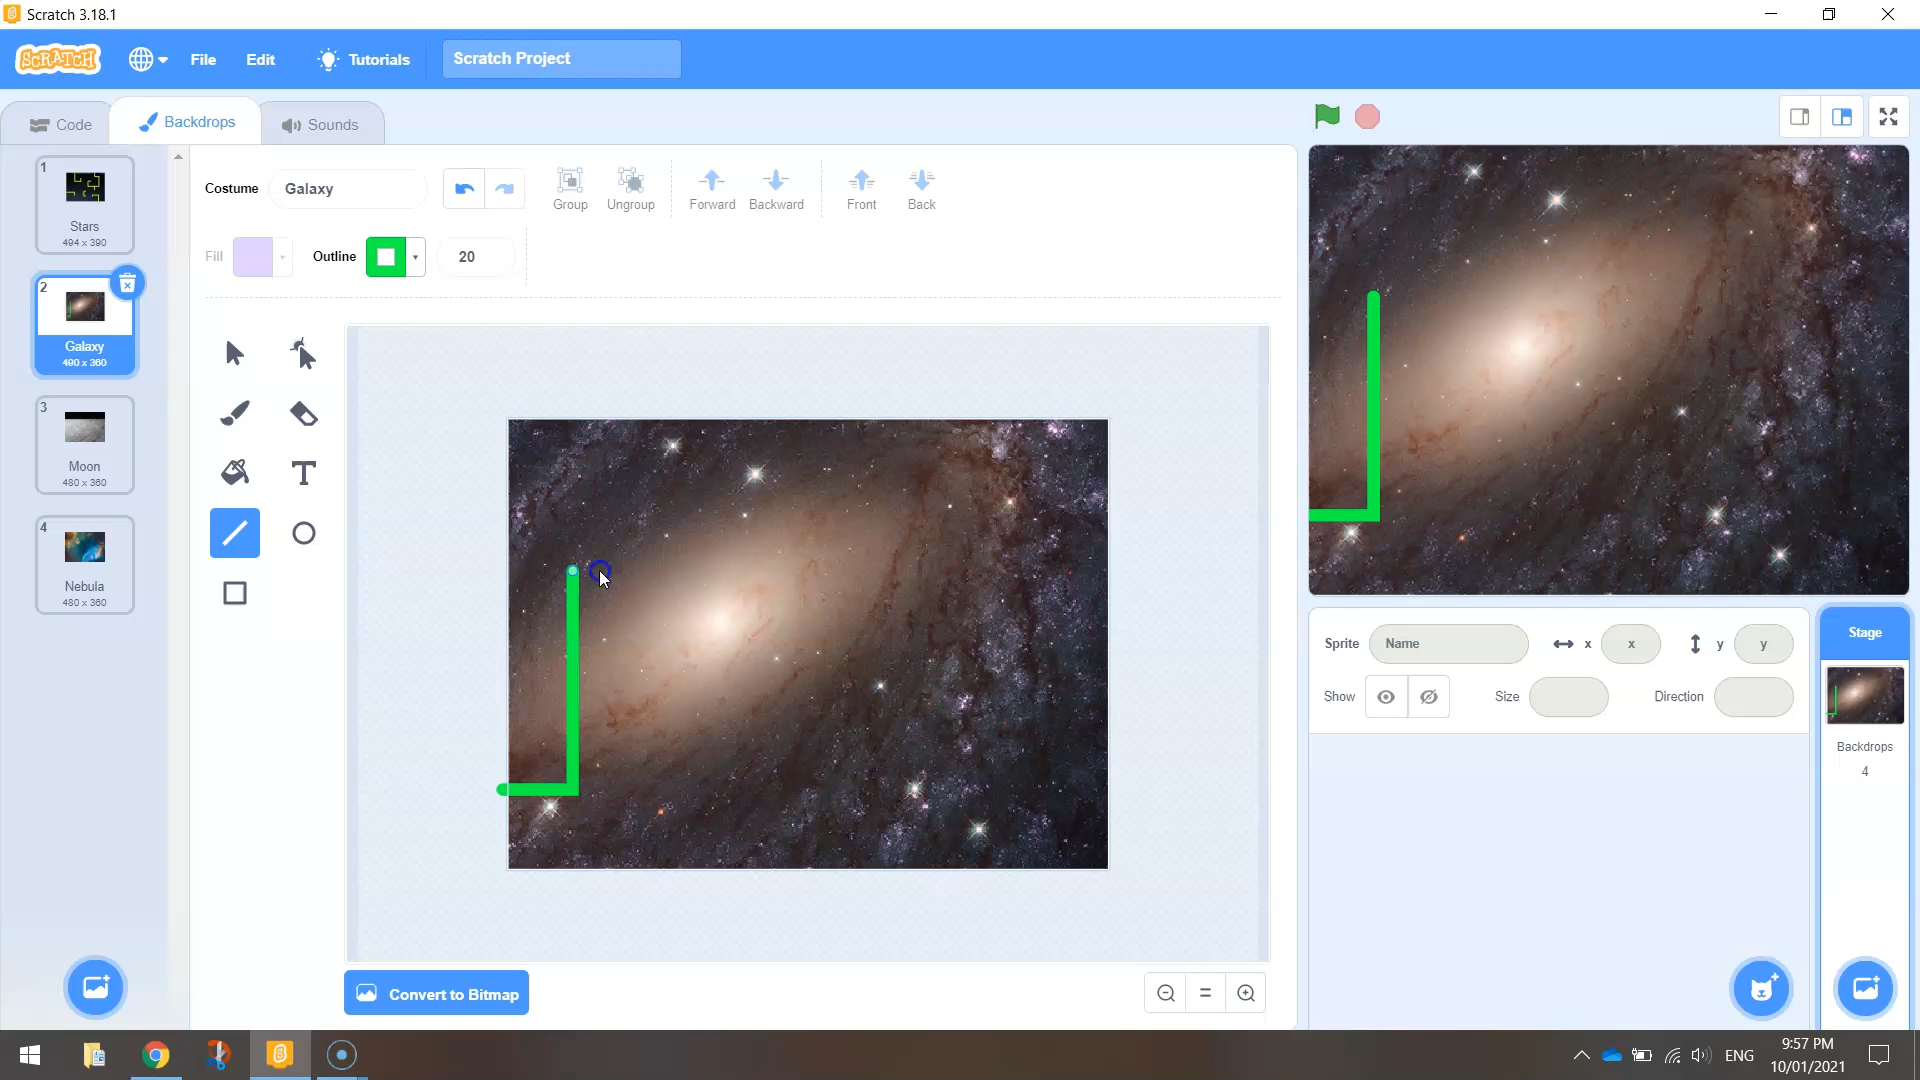 Scratch 3.18.1
SCRATCH
File
Edit
Tutorials
Scratch Project
Code
Backdrops
Sounds
1
Stars
494 x 390
2
Galaxy
490 x 360
3
Moon
480 x 360
4
Nebula
480 x 360
Costume
Galaxy
Group
Ungroup
Forward
Backward
Front
Back
Fill
Outline
20
T
Convert to Bitmap
Sprite
Name
x
x
y
y
Show
Size
Direction
Stage
Backdrops
4
ENG
9:57 PM
10/01/2021